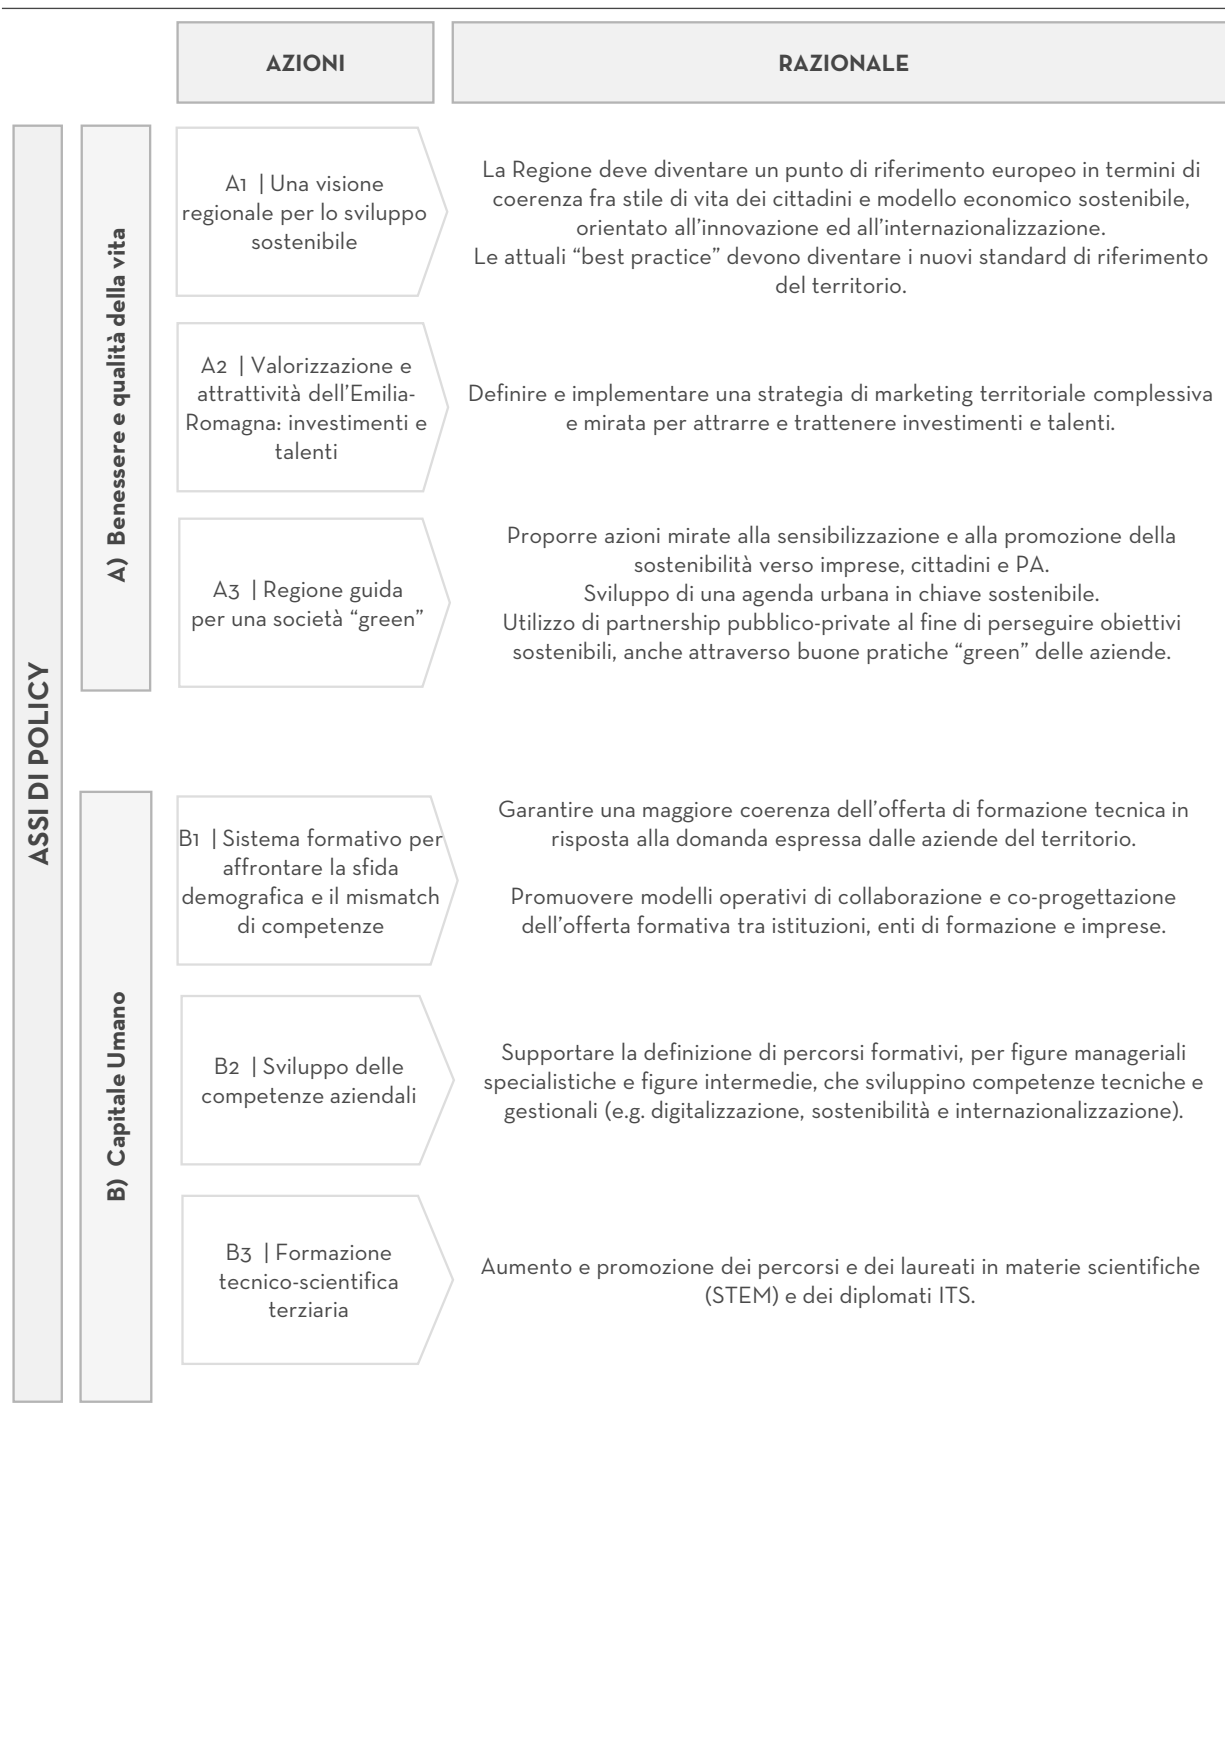 AZIONI
RAZIONALE
ASSI DI POLICY
A) Benessere e qualità della vita
A1 | Una visione
regionale per lo sviluppo
sostenibile
La Regione deve diventare un punto di riferimento europeo in termini di
coerenza fra stile di vita dei cittadini e modello economico sostenibile,
orientato all’innovazione ed all’internazionalizzazione.
Le attuali “best practice” devono diventare i nuovi standard di riferimento
del territorio.
A2 | Valorizzazione e
attrattività dell’Emilia-
Romagna: investimenti e
talenti
Definire e implementare una strategia di marketing territoriale complessiva
e mirata per attrarre e trattenere investimenti e talenti.
A3 | Regione guida
per una società “green”
Proporre azioni mirate alla sensibilizzazione e alla promozione della
sostenibilità verso imprese, cittadini e PA.
Sviluppo di una agenda urbana in chiave sostenibile.
Utilizzo di partnership pubblico-private al fine di perseguire obiettivi
sostenibili, anche attraverso buone pratiche “green” delle aziende.
B) Capitale Umano
B1 | Sistema formativo per
affrontare la sfida
demografica e il mismatch
di competenze
Garantire una maggiore coerenza dell’offerta di formazione tecnica in
risposta alla domanda espressa dalle aziende del territorio.
Promuovere modelli operativi di collaborazione e co-progettazione
dell’offerta formativa tra istituzioni, enti di formazione e imprese.
B2 | Sviluppo delle
competenze aziendali
Supportare la definizione di percorsi formativi, per figure manageriali
specialistiche e figure intermedie, che sviluppino competenze tecniche e
gestionali (e.g. digitalizzazione, sostenibilità e internazionalizzazione).
B3 | Formazione
tecnico-scientifica
terziaria
Aumento e promozione dei percorsi e dei laureati in materie scientifiche
(STEM) e dei diplomati ITS.